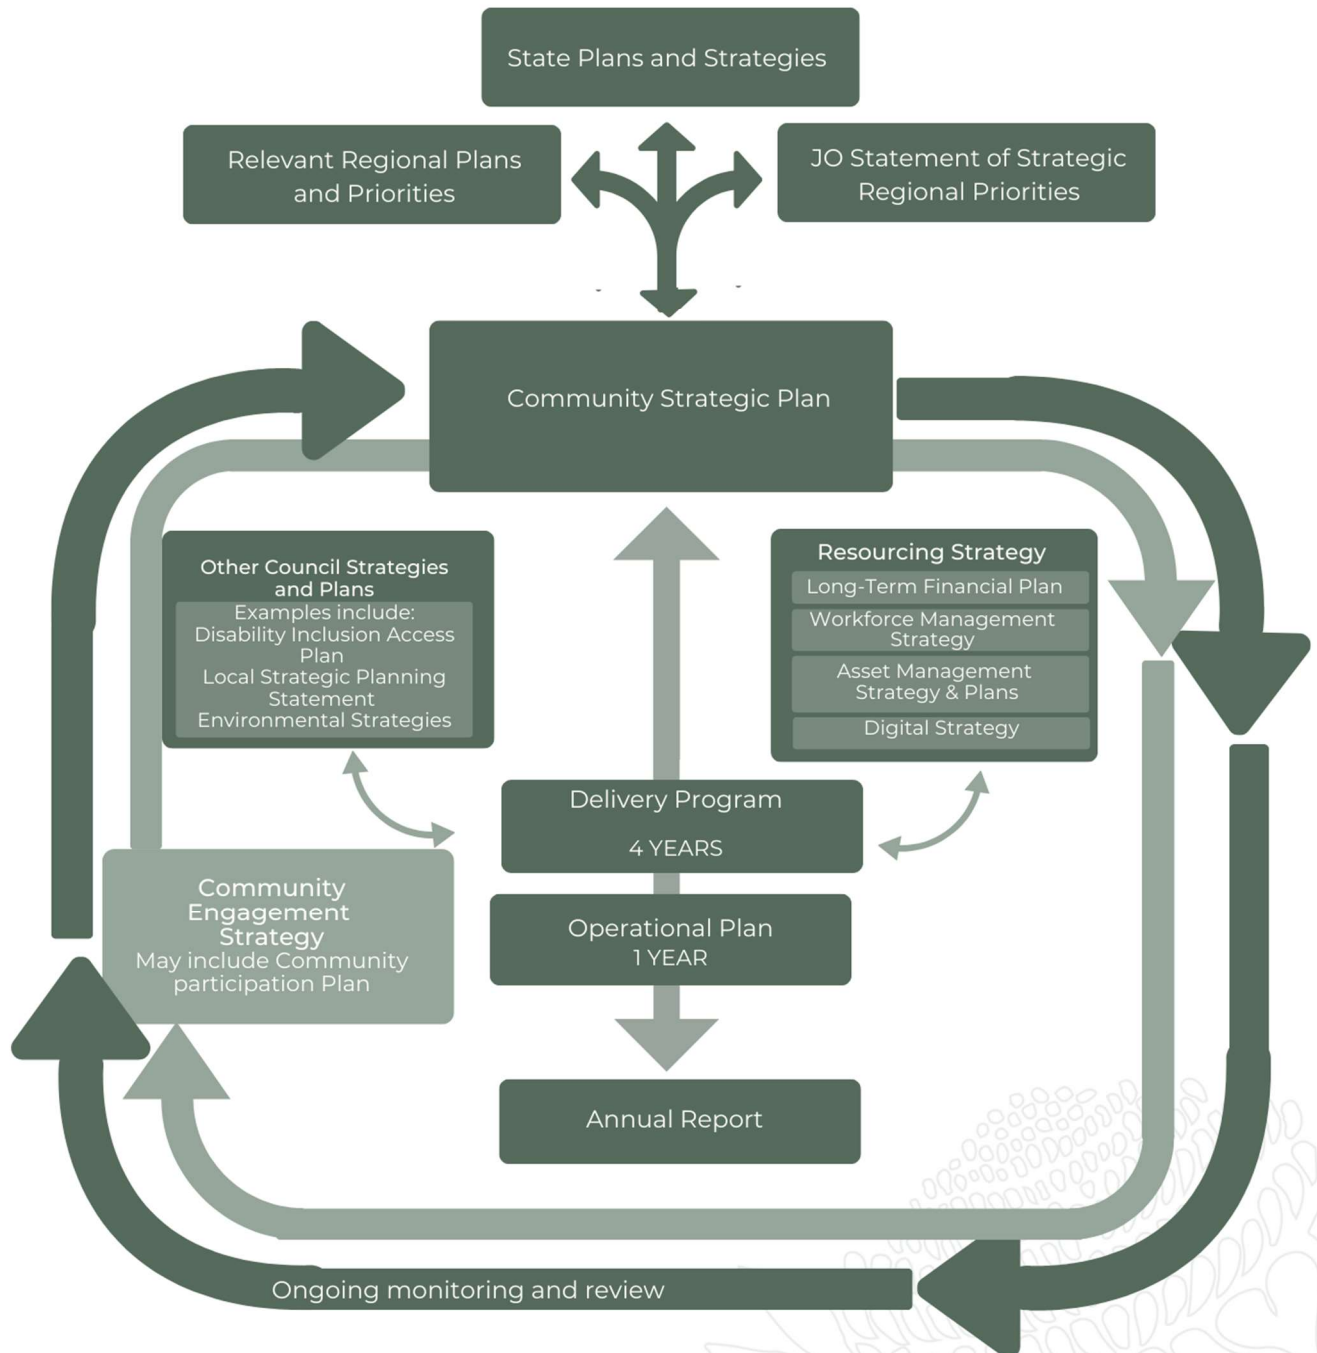 State Plans and Strategies
Relevant Regional Plans
and Priorities
JO Statement of Strategic
Regional Priorities
Community Strategic Plan
Other Council Strategies
and Plans
Examples include:
Disability Inclusion Access
Plan
Local Strategic Planning
Statement
Environmental Strategies
Resourcing Strategy
Long-Term Financial Plan
Workforce Management
Strategy
Asset Management
Strategy & Plans
Digital Strategy
Delivery Program
4 YEARS
Community
Engagement
Strategy
May include Community
participation Plan
Operational Plan
1 YEAR
Annual Report
Ongoing monitoring and review